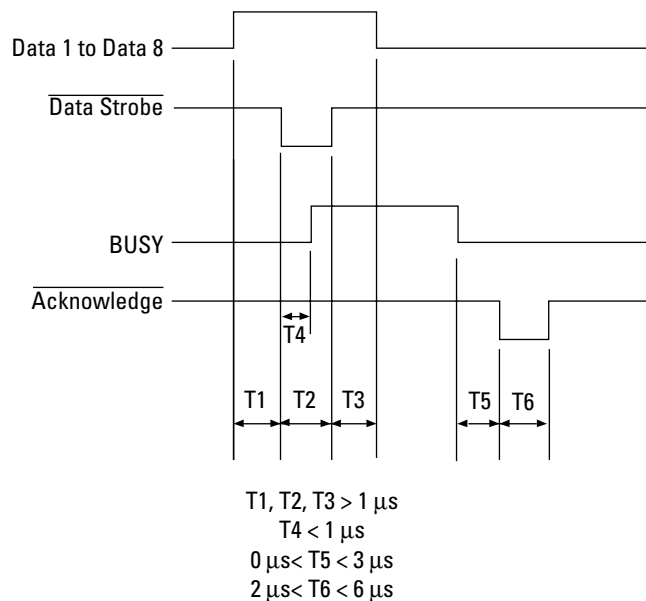 Data 1 to Data 8
Data Strobe
BUSY
Acknowledge
T4
T1 T2 T3 T5 T6
T1, T2, T3 > 1 μs
T4 < 1 μs
0 μs< T5 < 3 μs
2 μs< T6 < 6 μs